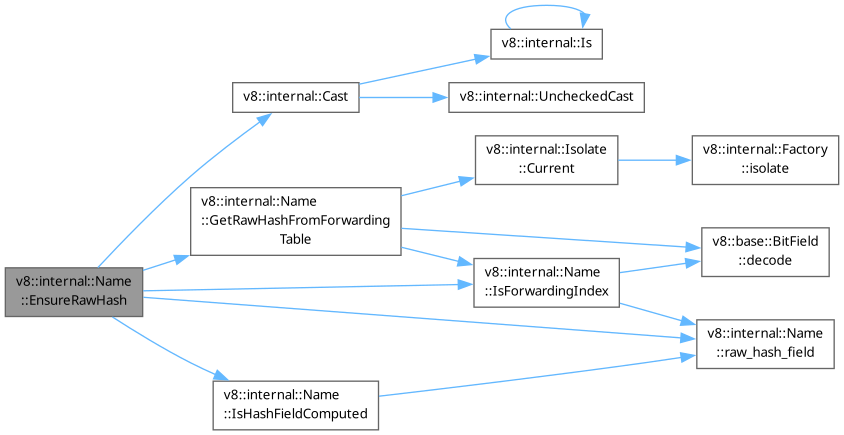 v8::internal::Is
v8::internal::Cast
v8::internal::UncheckedCast
v8::internal::Isolate
::Current
v8::internal::Factory
::isolate
v8::internal::Name
::GetRawHashFromForwarding
Table
v8::base::BitField
::decode
v8::internal::Name
::EnsureRawHash
v8::internal::Name
::IsForwardingIndex
v8::internal::Name
::raw_hash_field
v8::internal::Name
::IsHashFieldComputed